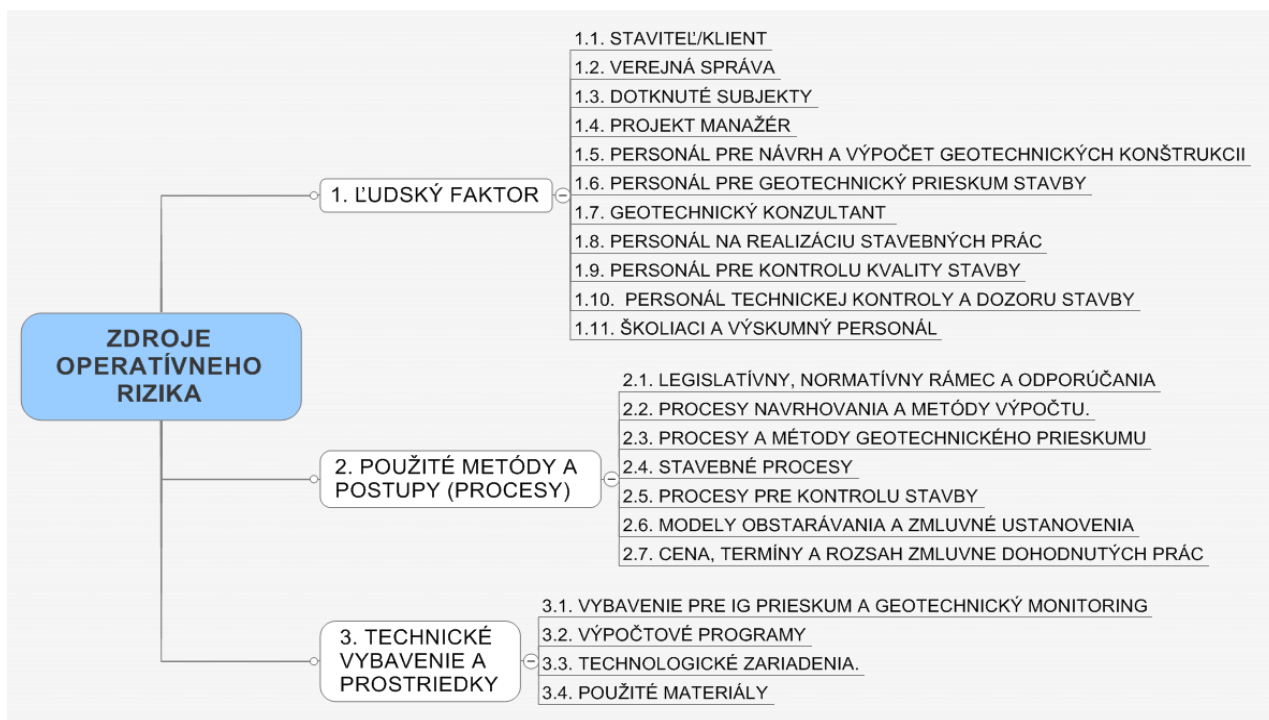 ZDROJE
OPERATÍVNEHO
RIZIKA
1. ĽUDSKÝ FAKTOR
1.1. STAVITEĽ/KLIENT
1.2. VEREJNÁ SPRÁVA
1.3. DOTKNUTÉ SUBJEKTY
1.4. PROJEKT MANAŽÉR
1.5. PERSONÁL PRE NÁVRH A VÝPOČET GEOTECHNICKÝCH KONŠTRUKCII
1.6. PERSONÁL PRE GEOTECHNICKÝ PRIESKUM STAVBY
1.7. GEOTECHNICKÝ KONZULTANT
1.8. PERSONÁL NA REALIZÁCIU STAVEBNÝCH PRÁC
1.9. PERSONÁL PRE KONTROLU KVALITY STAVBY
1.10. PERSONÁL TECHNICKEJ KONTROLY A DOZORU STAVBY
1.11. ŠKOLIACI A VÝSKUMNÝ PERSONÁL
2. POUŽITÉ METÓDY A
POSTUPY (PROCESY)
2.1. LEGISLATÍVNY, NORMATÍVNY RÁMEC A ODPORÚČANIA
2.2. PROCESY NAVRHOVANIA A METÓDY VÝPOČTU.
2.3. PROCESY A MÉTODY GEOTECHNICKÉHO PRIESKUMU
2.4. STAVEBNÉ PROCESY
2.5. PROCESY PRE KONTROLU STAVBY
2.6. MODELY OBSTARÁVANIA A ZMLUVNÉ USTANOVENIA
2.7. CENA, TERMÍNY A ROZSAH ZMLUVNE DOHODNUTÝCH PRÁC
3. TECHNICKÉ
VYBAVENIE A
PROSTRIEDKY
3.1. VYBAVENIE PRE IG PRIESKUM A GEOTECHNICKÝ MONITORING
3.2. VÝPOČTOVÉ PROGRAMY
3.3. TECHNOLOGICKÉ ZARIADENIA.
3.4. POUŽITÉ MATERIÁLY